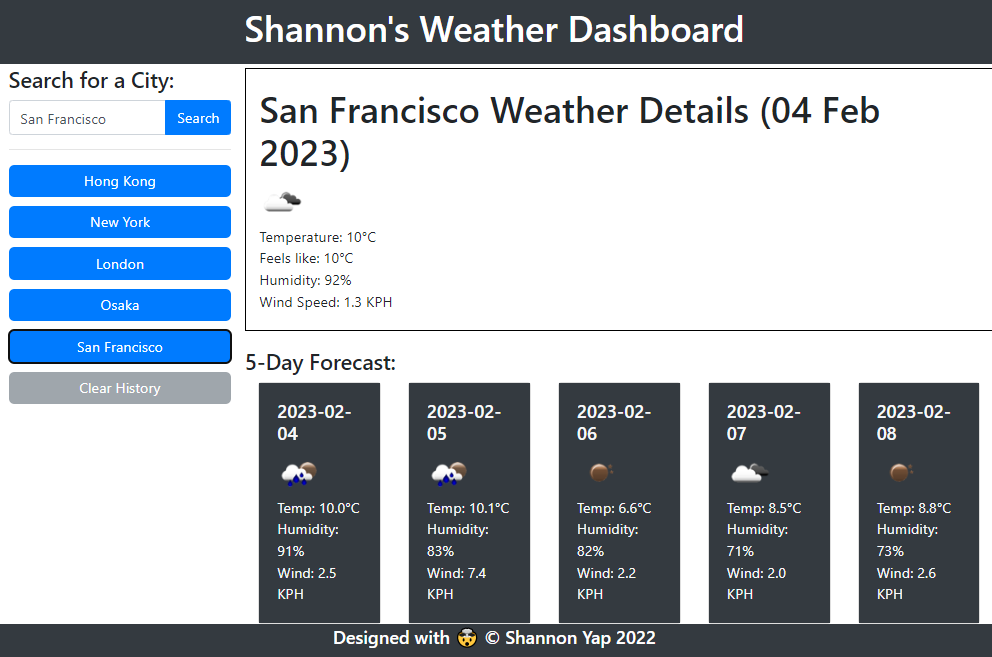 Shannon's Weather Dashboard
Search for a City:
San Francisco
Search
Hong Kong
New York
London
Osaka
San Francisco
Clear History
San Francisco Weather Details (04 Feb
2023)
Temperature: 10°C
Feels like: 10°C
Humidity: 92%
Wind Speed: 1.3 KPH
5-Day Forecast:
2023-02-
04
Temp: 10.0°C
Humidity:
91%
Wind: 2.5
KPH
2023-02-
05
Temp: 10.1°C
Humidity:
83%
Wind: 7.4
KPH
2023-02-
06
Temp: 6.6°C
Humidity:
82%
Wind: 2.2
KPH
2023-02-
07
Temp: 8.5°C
Humidity:
71%
Wind: 2.0
KPH
2023-02-
08
Temp: 8.8°C
Humidity:
73%
Wind: 2.6
KPH
Designed with 🤯 © Shannon Yap 2022